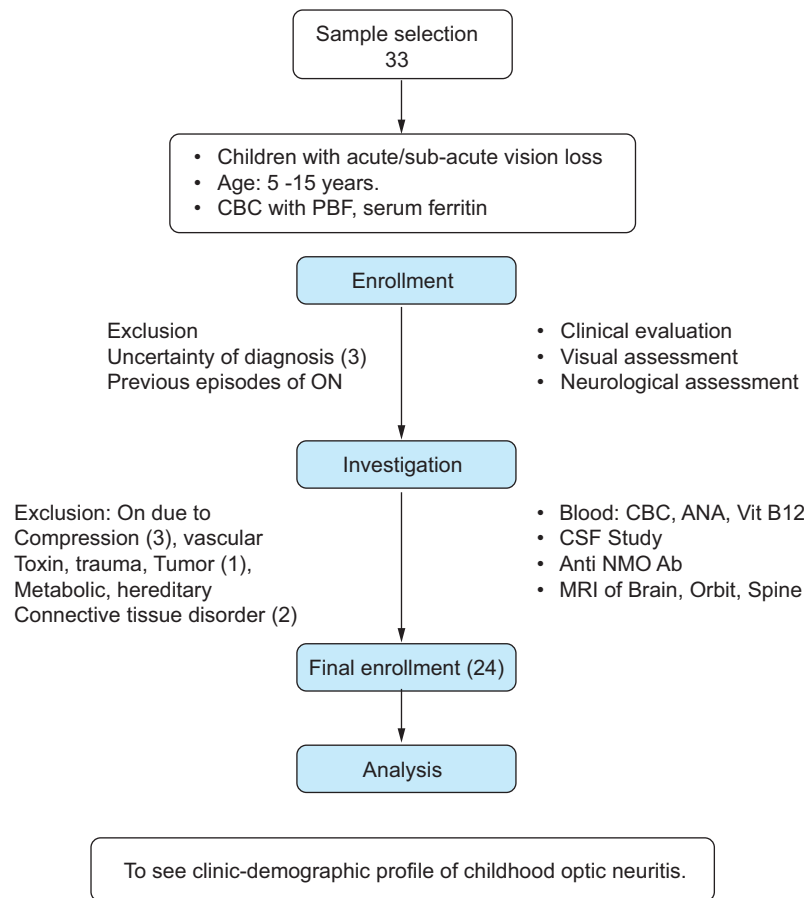 Sample selection
33
• Children with acute/sub-acute vision loss
• Age: 5 -15 years.
• CBC with PBF, serum ferritin
Enrollment
Exclusion
Uncertainty of diagnosis (3)
Previous episodes of ON
• Clinical evaluation
• Visual assessment
• Neurological assessment
Investigation
Exclusion: On due to
Compression (3), vascular
Toxin, trauma, Tumor (1),
Metabolic, hereditary
Connective tissue disorder (2)
• Blood: CBC, ANA, Vit B12
• CSF Study
• Anti NMO Ab
• MRI of Brain, Orbit, Spine
Final enrollment (24)
Analysis
To see clinic-demographic profile of childhood optic neuritis.